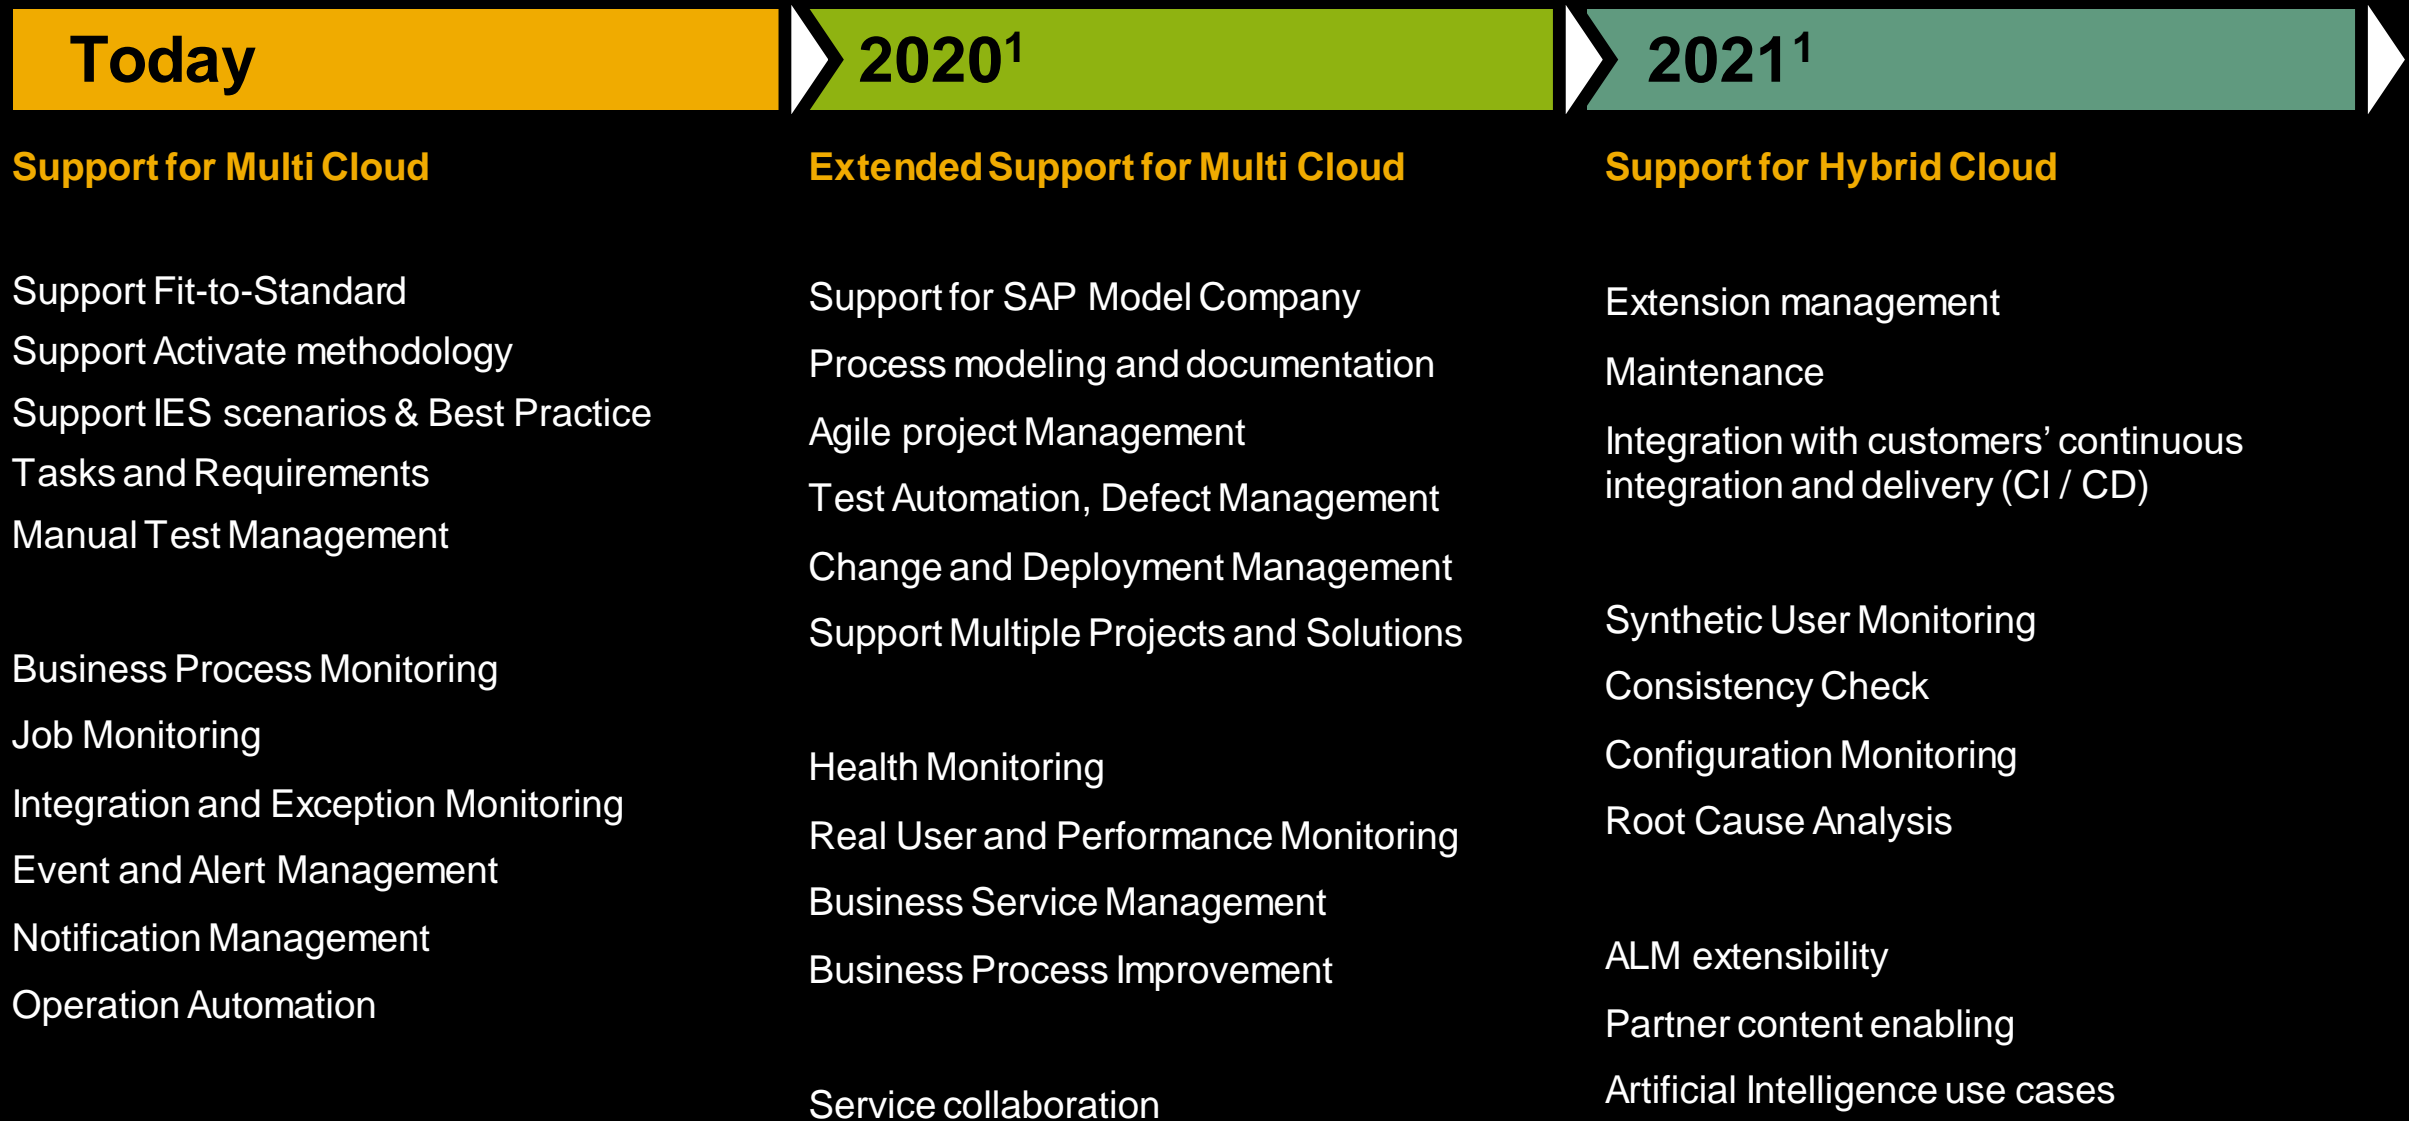 Today
Support for Multi Cloud
Support Fit-to-Standard
Support Activate methodology
Support IES scenarios & Best Practice
Tasks and Requirements
Manual Test Management
Business Process Monitoring
Job Monitoring
Integration and Exception Monitoring
Event and Alert Management
Notification Management
Operation Automation
2020¹
Extended Support for Multi Cloud
Support for SAP Model Company
Process modeling and documentation
Agile project Management
Test Automation, Defect Management
Change and Deployment Management
Support Multiple Projects and Solutions
Health Monitoring
Real User and Performance Monitoring
Business Service Management
Business Process Improvement
Service collaboration
2021¹
Support for Hybrid Cloud
Extension management
Maintenance
Integration with customers’ continuous
integration and delivery (CI / CD)
Synthetic User Monitoring
Consistency Check
Configuration Monitoring
Root Cause Analysis
ALM extensibility
Partner content enabling
Artificial Intelligence use cases